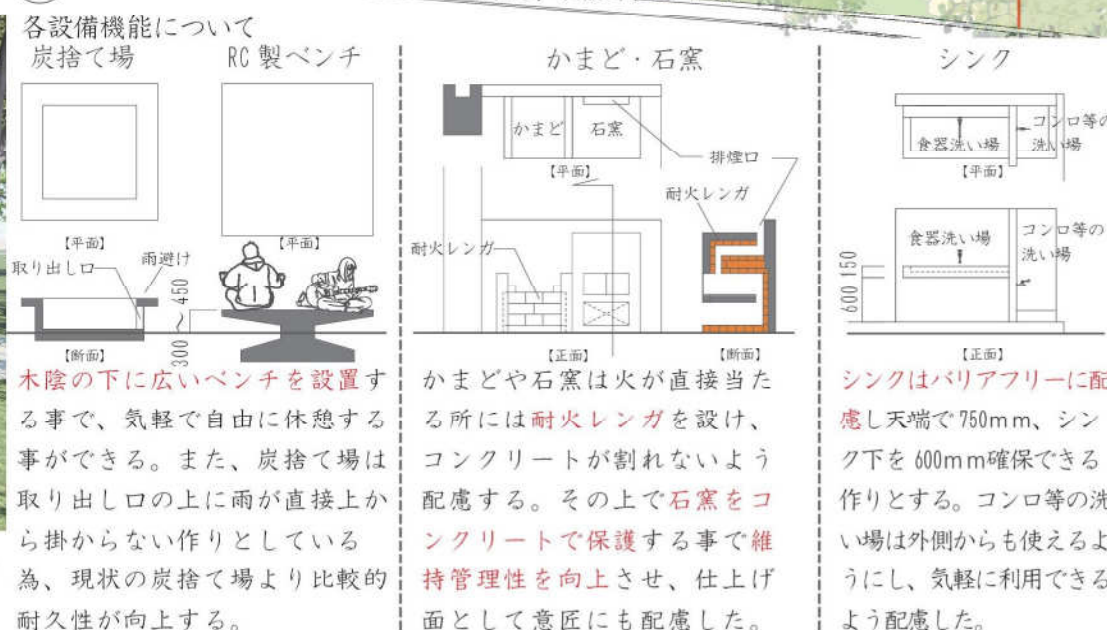 各設備機能について
炭捨て場
RC製ベンチ
【平面】
【平面】
取り出し口
雨避け
300 ～ 450
【断面】
木陰の下に広いベンチを設置す
る事で、気軽で自由に休憩する
事ができる。また、炭捨て場は
取り出し口の上に雨が直接上か
ら掛からない作りとしている
為、現状の炭捨て場より比較的
耐久性が向上する。
かまど・石窯
かまど
石窯
排煙口
【平面】
耐火レンガ
耐火レンガ
【正面】
【断面】
かまどや石窯は火が直接当た
る所には耐火レンガを設け、
コンクリートが割れないよう
配慮する。その上で石窯をコ
ンクリートで保護する事で維
持管理性を向上させ、仕上げ
面として意匠にも配慮した。
シンク
食器洗い場
コンロ等の
洗い場
【平面】
食器洗い場
コンロ等の
洗い場
600 150
【正面】
シンクはバリアフリーに配
慮し天端で750mm、シン
ク下を600mm確保できる
作りとする。コンロ等の洗
い場は外側からも使えるよ
うにし、気軽に利用できる
よう配慮した。